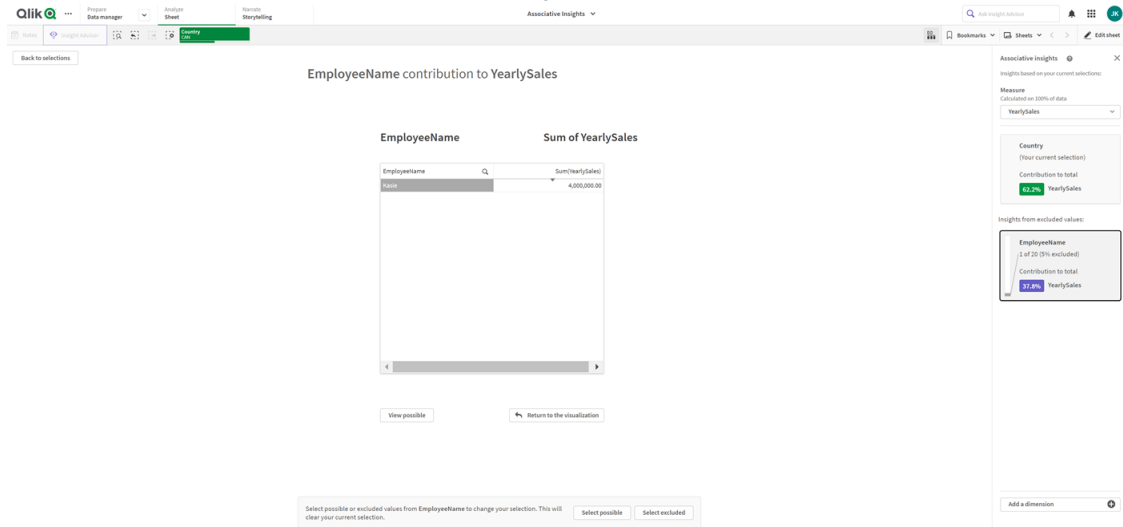 Qlik
Prepare
Data manager
Analyze
Sheet
Narrate
Storytelling
Associative Insights
Ask Insight Advisor
JK
Notes
Insight Advisor
Country
CAN
Bookmarks
Sheets
Edit sheet
Back to selections
EmployeeName contribution to YearlySales
EmployeeName
Sum of YearlySales
EmployeeName
Sum(YearlySales)
Kasie
4,000,000.00
View possible
Return to the visualization
Select possible or excluded values from EmployeeName to change your selection. This will
clear your current selection.
Select possible
Select excluded
Associative insights
Insights based on your current selections:
Measure
Calculated on 100% of data
YearlySales
Country
(Your current selection)
Contribution to total
62.2% YearlySales
Insights from excluded values:
EmployeeName
1 of 20 (5% excluded)
Contribution to total
37.8% YearlySales
Add a dimension